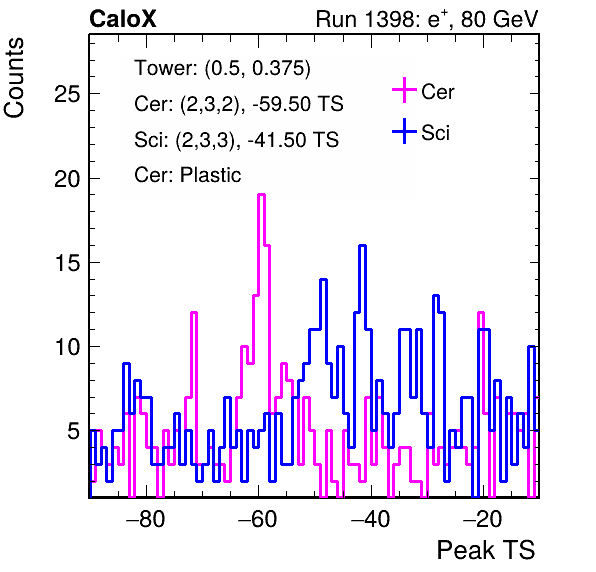 CaloX Run 1398: e⁺, 80 GeV
Counts
Tower: (0.5, 0.375)
Cer: (2,3,2), -59.50 TS
Sci: (2,3,3), -41.50 TS
Cer: Plastic
Cer
Sci
25
20
15
10
5
−80 −60 −40 −20
Peak TS